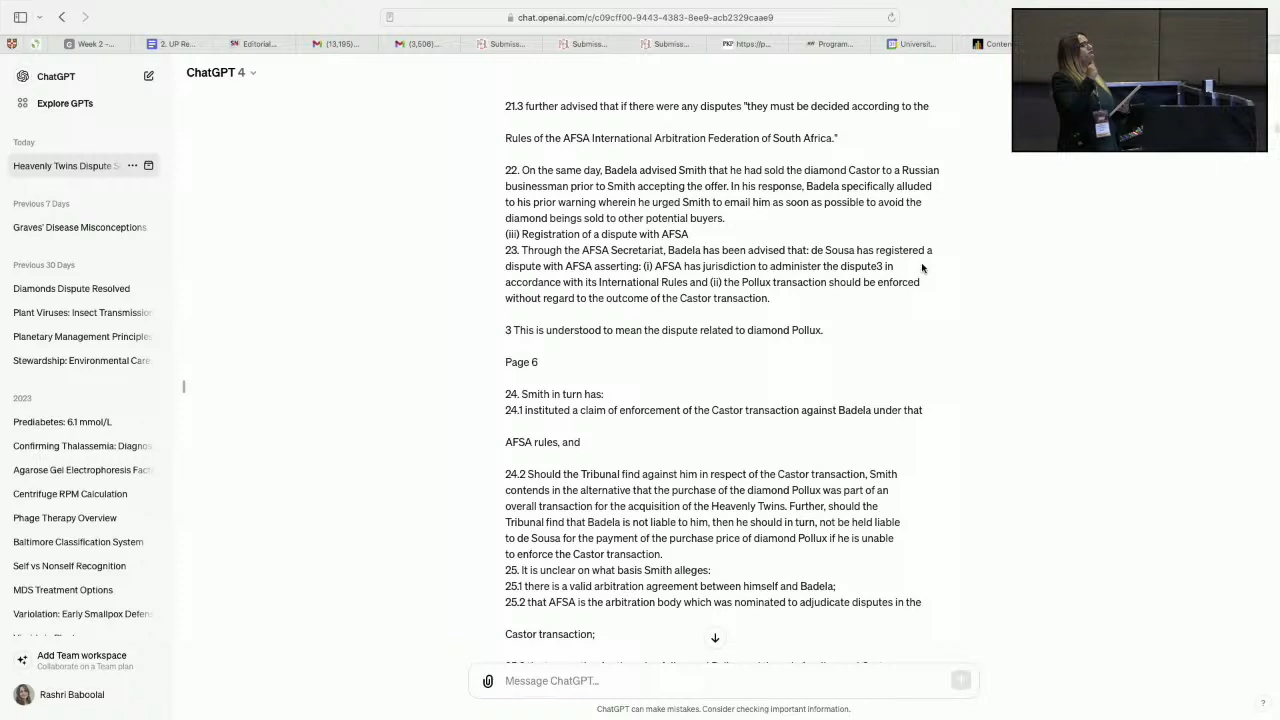 chat.openai.com/c/c09cff00-9443-4383-8ee9-acb2329caae9
Week 2 -...
2. UP Re...
SN Editorial...
(13,195)...
(3,506)...
Submiss...
Submiss...
Submiss...
PKP https://p...
Program...
Universit...
Conten
ChatGPT
Explore GPTs
Today
Heavenly Twins Dispute S
Previous 7 Days
Graves' Disease Misconceptions
Previous 30 Days
Diamonds Dispute Resolved
Plant Viruses: Insect Transmission
Planetary Management Principles
Stewardship: Environmental Care
2023
Prediabetes: 6.1 mmol/L
Confirming Thalassemia: Diagnos
Agarose Gel Electrophoresis Fact
Centrifuge RPM Calculation
Phage Therapy Overview
Baltimore Classification System
Self vs Nonself Recognition
MDS Treatment Options
Variolation: Early Smallpox Defens
Add Team workspace
Collaborate on a Team plan
Rashri Baboolal
ChatGPT 4
21.3 further advised that if there were any disputes "they must be decided according to the
Rules of the AFSA International Arbitration Federation of South Africa."
22. On the same day, Badela advised Smith that he had sold the diamond Castor to a Russian
businessman prior to Smith accepting the offer. In his response, Badela specifically alluded
to his prior warning wherein he urged Smith to email him as soon as possible to avoid the
diamond beings sold to other potential buyers.
(iii) Registration of a dispute with AFSA
23. Through the AFSA Secretariat, Badela has been advised that: de Sousa has registered a
dispute with AFSA asserting: (i) AFSA has jurisdiction to administer the dispute3 in
accordance with its International Rules and (ii) the Pollux transaction should be enforced
without regard to the outcome of the Castor transaction.
3 This is understood to mean the dispute related to diamond Pollux.
Page 6
24. Smith in turn has:
24.1 instituted a claim of enforcement of the Castor transaction against Badela under that
AFSA rules, and
24.2 Should the Tribunal find against him in respect of the Castor transaction, Smith
contends in the alternative that the purchase of the diamond Pollux was part of an
overall transaction for the acquisition of the Heavenly Twins. Further, should the
Tribunal find that Badela is not liable to him, then he should in turn, not be held liable
to de Sousa for the payment of the purchase price of diamond Pollux if he is unable
to enforce the Castor transaction.
25. It is unclear on what basis Smith alleges:
25.1 there is a valid arbitration agreement between himself and Badela;
25.2 that AFSA is the arbitration body which was nominated to adjudicate disputes in the
Castor transaction;
Message ChatGPT...
ChatGPT can make mistakes. Consider checking important information.
?